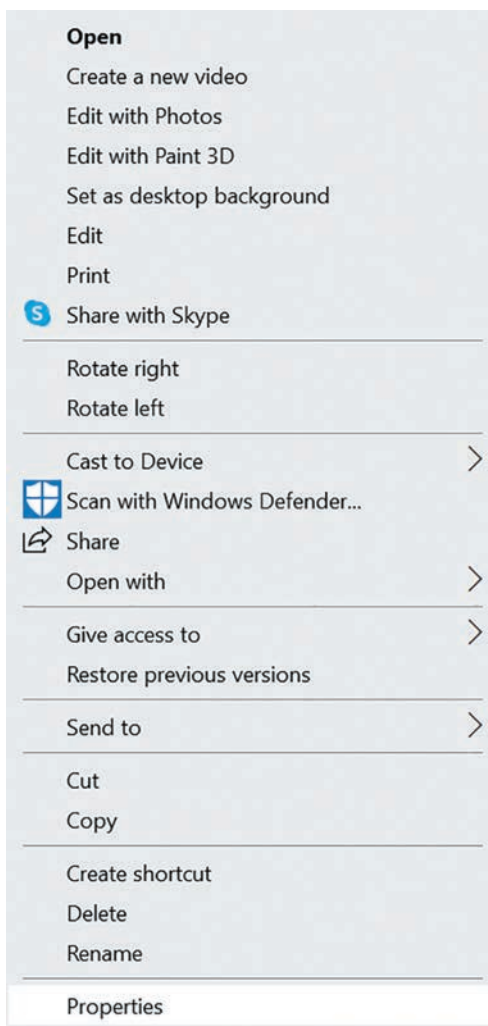 Open
Create a new video
Edit with Photos
Edit with Paint 3D
Set as desktop background
Edit
Print
S Share with Skype
Rotate right
Rotate left
Cast to Device
Scan with Windows Defender...
Share
Open with
Give access to
Restore previous versions
Send to
Cut
Copy
Create shortcut
Delete
Rename
Properties